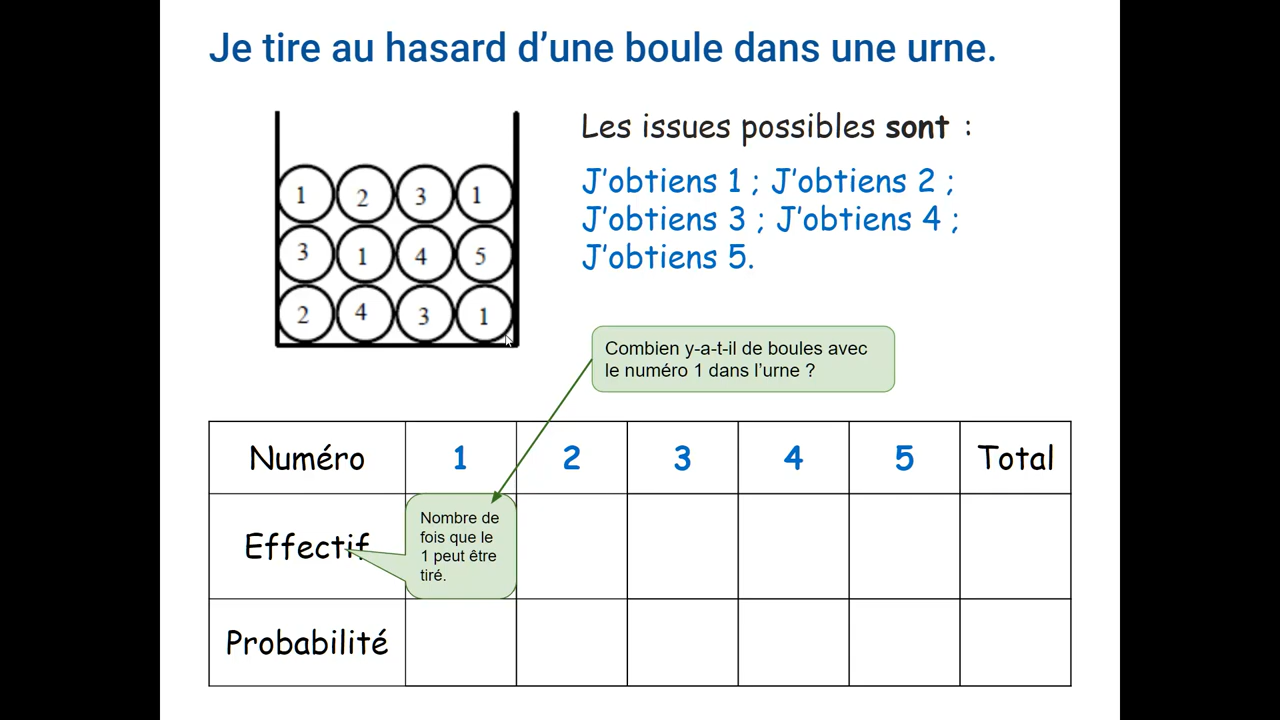 Je tire au hasard d’une boule dans une urne.
1 2 3 1
3 1 4 5
2 4 3 1
Les issues possibles sont :
J’obtiens 1 ; J’obtiens 2 ;
J’obtiens 3 ; J’obtiens 4 ;
J’obtiens 5.
Combien y-a-t-il de boules avec
le numéro 1 dans l’urne ?
Numéro 1 2 3 4 5 Total
Effectif
Nombre de
fois que le
1 peut être
tiré.
Probabilité